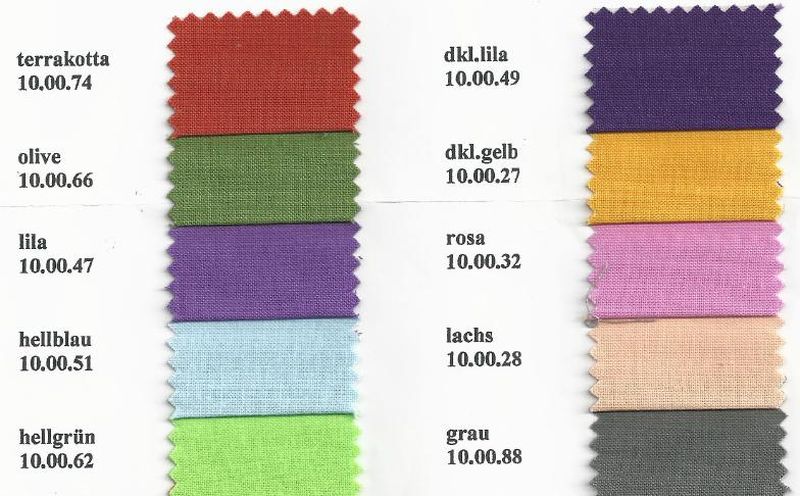 terrakotta
10.00.74
olive
10.00.66
lila
10.00.47
hellblau
10.00.51
hellgrün
10.00.62
dkl.lila
10.00.49
dkl.gelb
10.00.27
rosa
10.00.32
lachs
10.00.28
grau
10.00.88